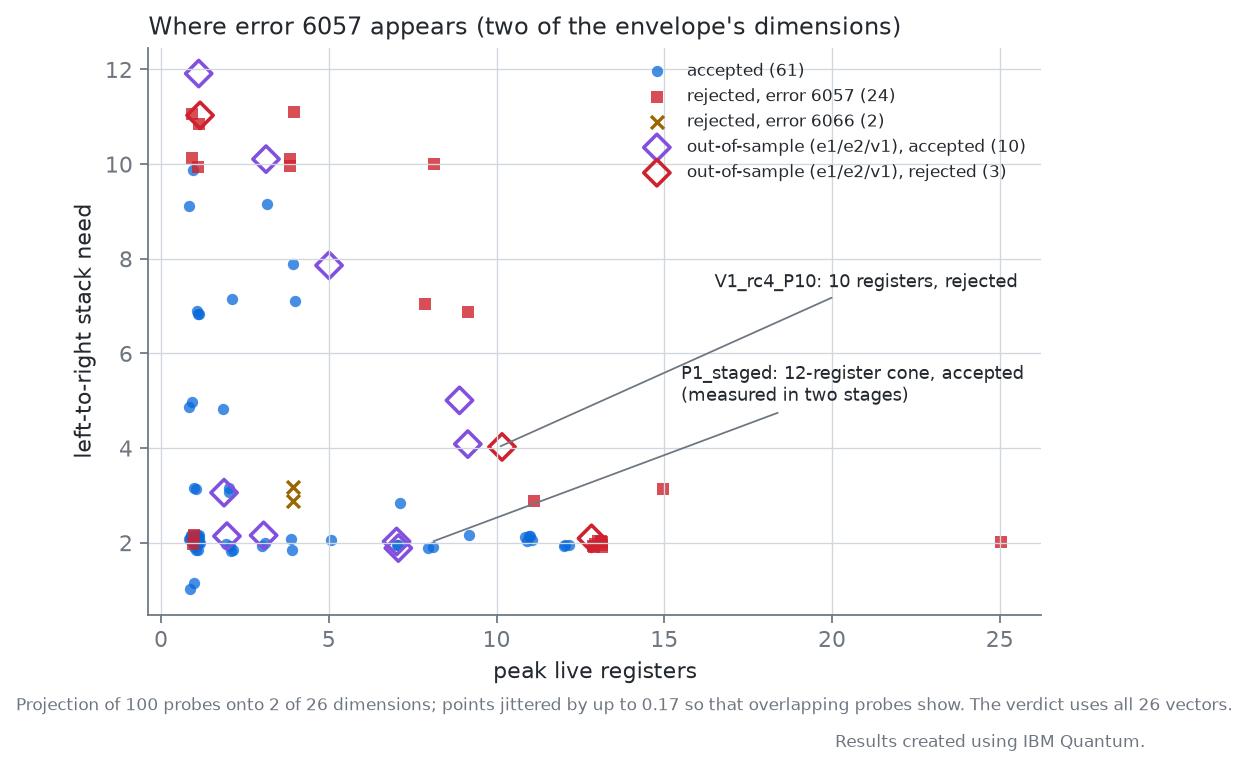 Where error 6057 appears (two of the envelope's dimensions)
accepted (61)
rejected, error 6057 (24)
rejected, error 6066 (2)
out-of-sample (e1/e2/v1), accepted (10)
out-of-sample (e1/e2/v1), rejected (3)
V1_rc4_P10: 10 registers, rejected
P1_staged: 12-register cone, accepted
(measured in two stages)
left-to-right stack need
12
10
8
6
4
2
0
5
10
15
20
25
peak live registers
Projection of 100 probes onto 2 of 26 dimensions; points jittered by up to 0.17 so that overlapping probes show. The verdict uses all 26 vectors.
Results created using IBM Quantum.